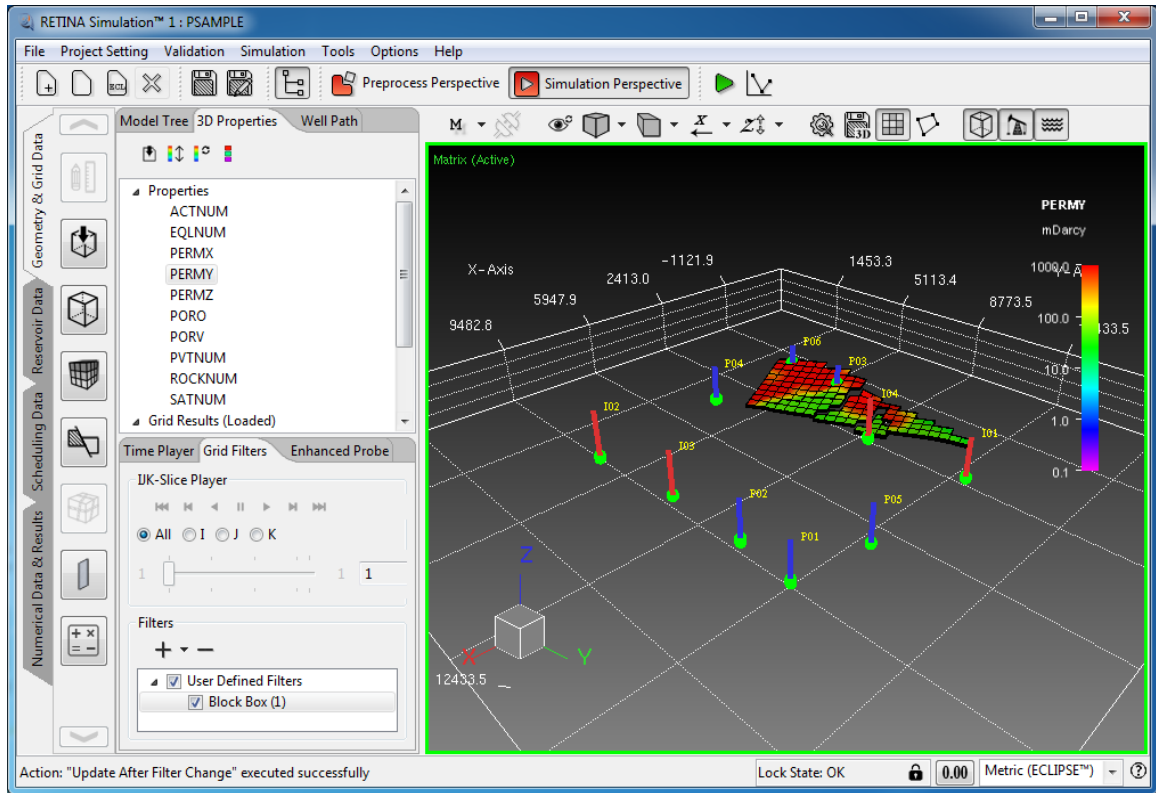 RETINA Simulation™ 1 : PSAMPLE
File Project Setting Validation Simulation Tools Options Help
ECL Preprocess Perspective Simulation Perspective
Geometry & Grid Data
Reservoir Data
Scheduling Data
Numerical Data & Results
Model Tree 3D Properties Well Path
Properties
ACTNUM
EQLNUM
PERMX
PERMY
PERMZ
PORO
PORV
PVTNUM
ROCKNUM
SATNUM
Grid Results (Loaded)
Time Player Grid Filters Enhanced Probe
IJK-Slice Player
All I J K
1 1 1
Filters
User Defined Filters
Block Box (1)
M X Z 3D
Matrix (Active)
PERMY
mDarcy
1000.0
100.0
10.0
1.0
0.1
X-Axis
-1121.9
2413.0
5947.9
9482.8
12433.5
1453.3
5113.4
8773.5
P06
P04
P03
I04
I02
I03
I01
P02
P05
P01
Z
X
Y
Action: "Update After Filter Change" executed successfully
Lock State: OK 0.00 Metric (ECLIPSE™)